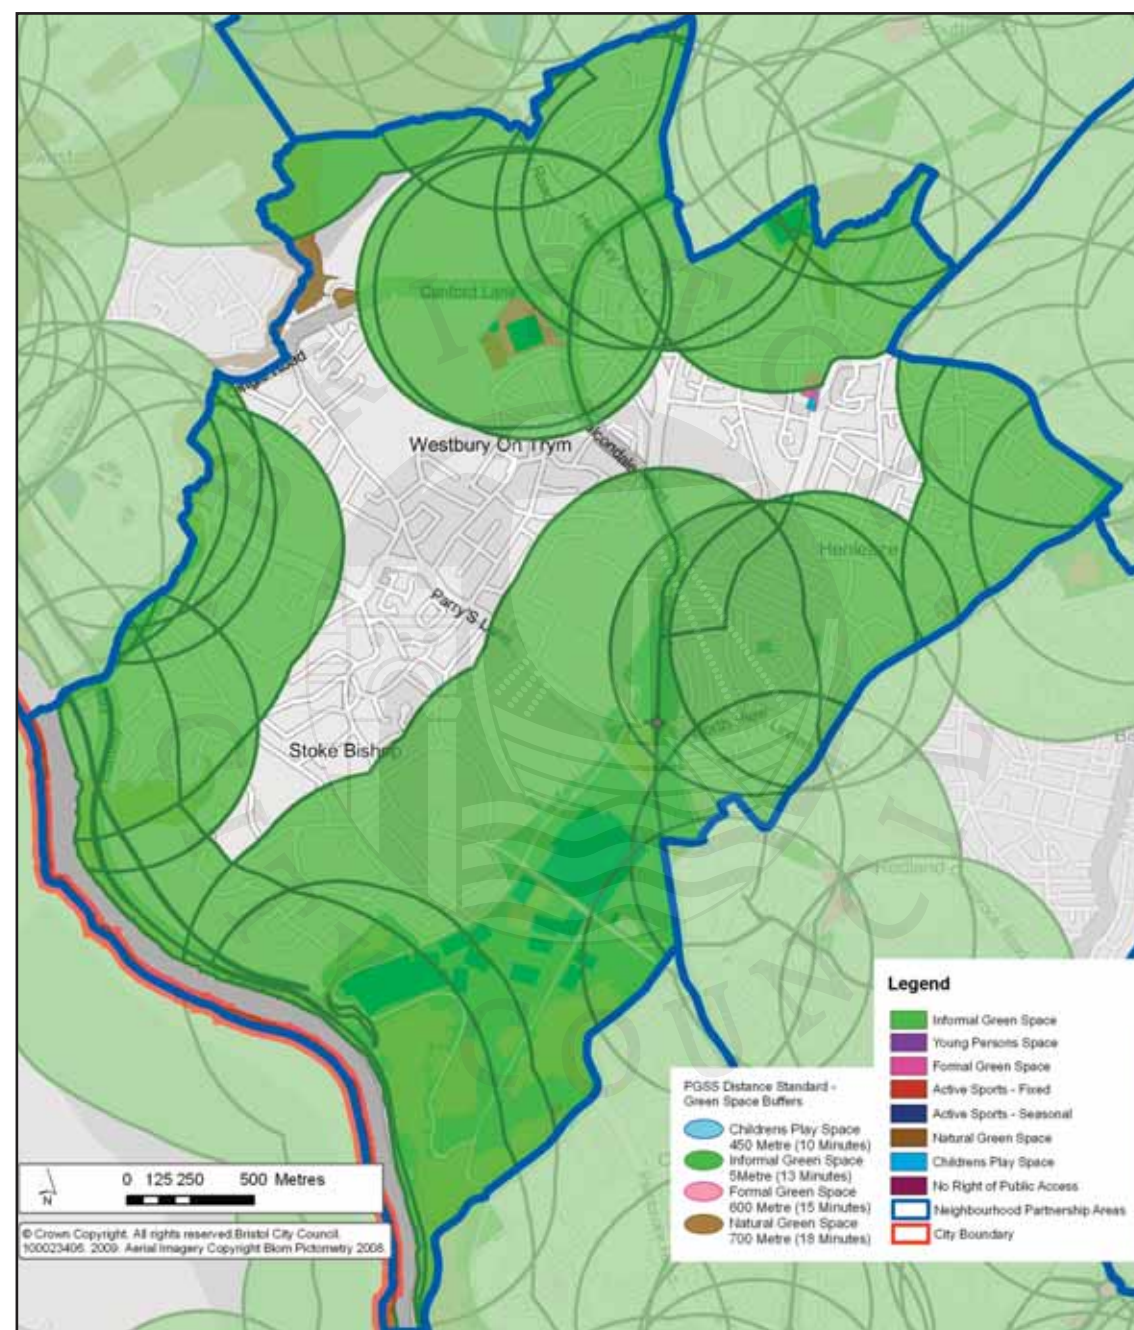 Canford Lane
Westbury On Trym
Henleaze
Parry'S L
Stoke Bishop
North View
Redland
Legend
Informal Green Space
Young Persons Space
Formal Green Space
Active Sports - Fixed
Active Sports - Seasonal
Natural Green Space
Childrens Play Space
No Right of Public Access
Neighbourhood Partnership Areas
City Boundary
PGSS Distance Standard -
Green Space Buffers
Childrens Play Space
450 Metre (10 Minutes)
Informal Green Space
5Metre (13 Minutes)
Formal Green Space
600 Metre (15 Minutes)
Natural Green Space
700 Metre (18 Minutes)
N
0 125 250 500 Metres
© Crown Copyright. All rights reserved.Bristol City Council.
100023406. 2009. Aerial Imagery Copyright Blom Pictometry 2008
BRISTOL
CITY COUNCIL